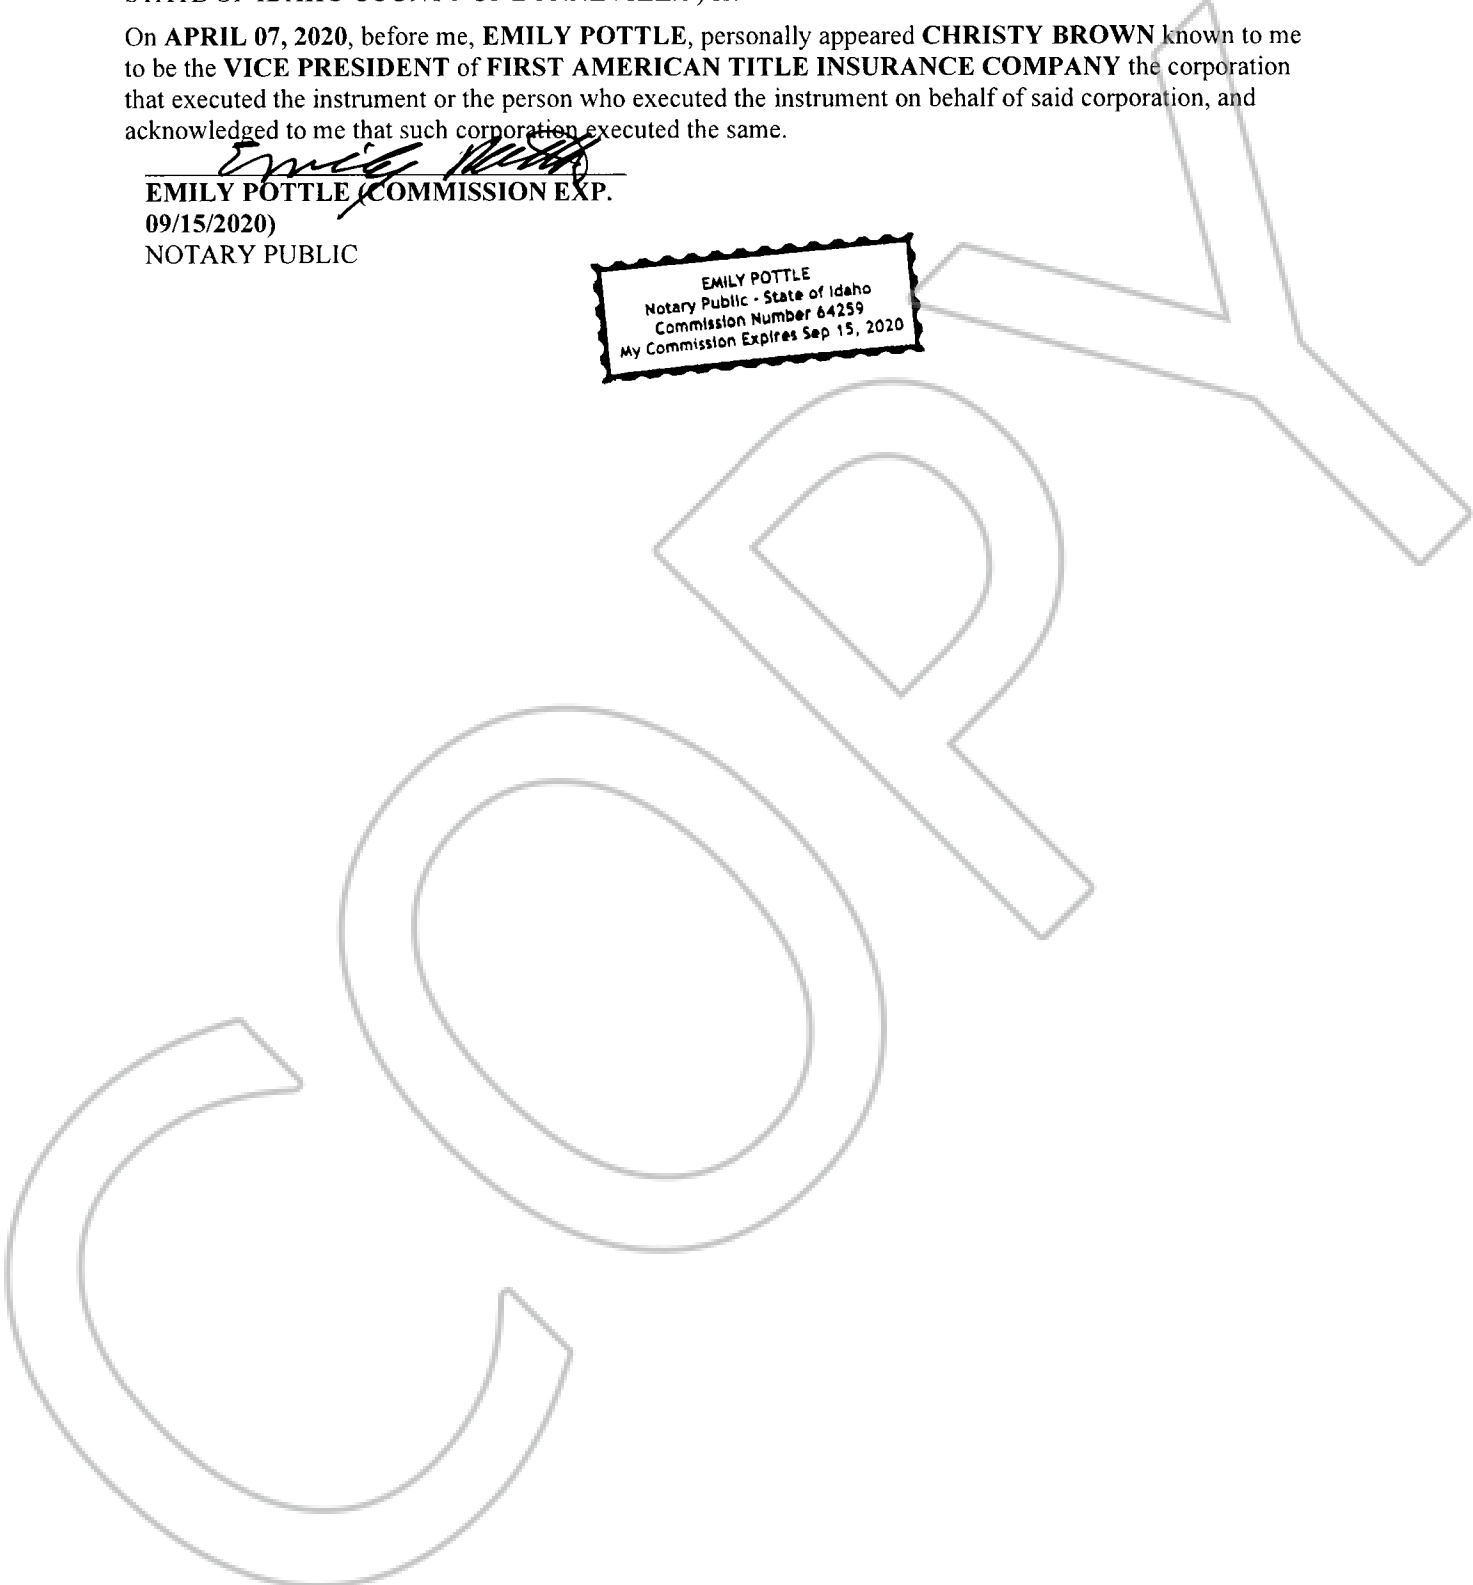 On APRIL 07, 2020, before me, EMILY POTTLE, personally appeared CHRISTY BROWN known to me
to be the VICE PRESIDENT of FIRST AMERICAN TITLE INSURANCE COMPANY the corporation
that executed the instrument or the person who executed the instrument on behalf of said corporation, and
acknowledged to me that such corporation executed the same.
EMILY POTTLE (COMMISSION EXP.
09/15/2020)
NOTARY PUBLIC
EMILY POTTLE
Notary Public - State of Idaho
Commission Number 64259
My Commission Expires Sep 15, 2020
COPY